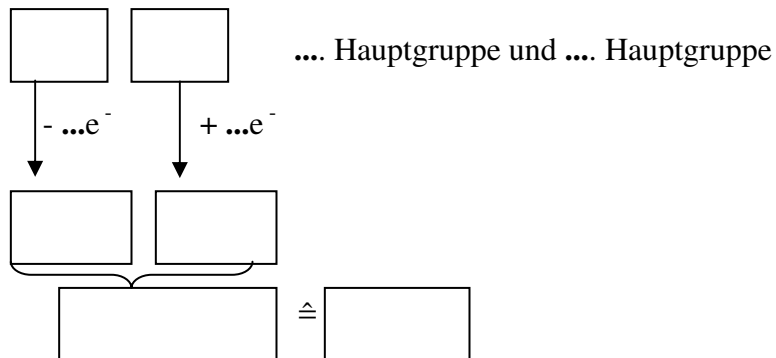 .... Hauptgruppe und .... Hauptgruppe
- ...e⁻ + ...e⁻
≙